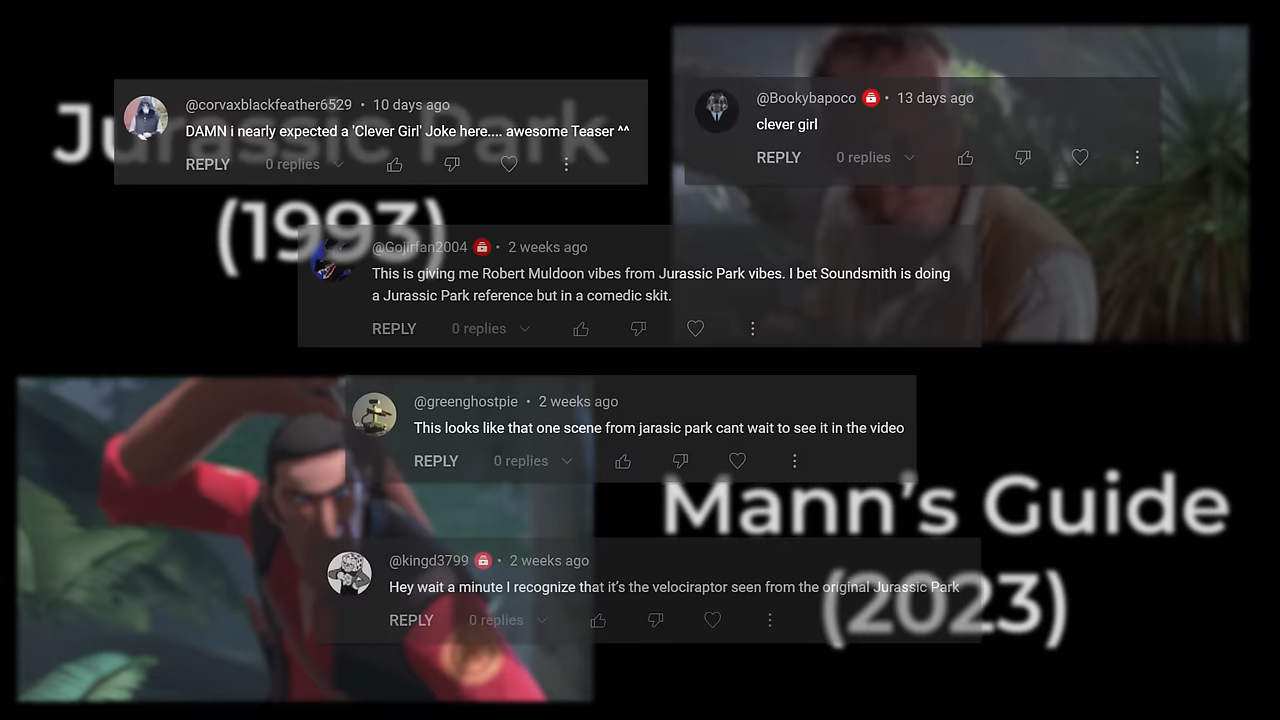 Jurassic Park
(1993)
@corvaxblackfeather6529 • 10 days ago
DAMN i nearly expected a 'Clever Girl' Joke here.... awesome Teaser ^^
REPLY 0 replies
@Bookybapoco • 13 days ago
clever girl
REPLY 0 replies
@Gojirfan2004 • 2 weeks ago
This is giving me Robert Muldoon vibes from Jurassic Park vibes. I bet Soundsmith is doing
a Jurassic Park reference but in a comedic skit.
REPLY 0 replies
@greenghostpie • 2 weeks ago
This looks like that one scene from jarasic park cant wait to see it in the video
REPLY 0 replies
Mann’s Guide
(2023)
@kingd3799 • 2 weeks ago
Hey wait a minute I recognize that it’s the velociraptor seen from the original Jurassic Park
REPLY 0 replies